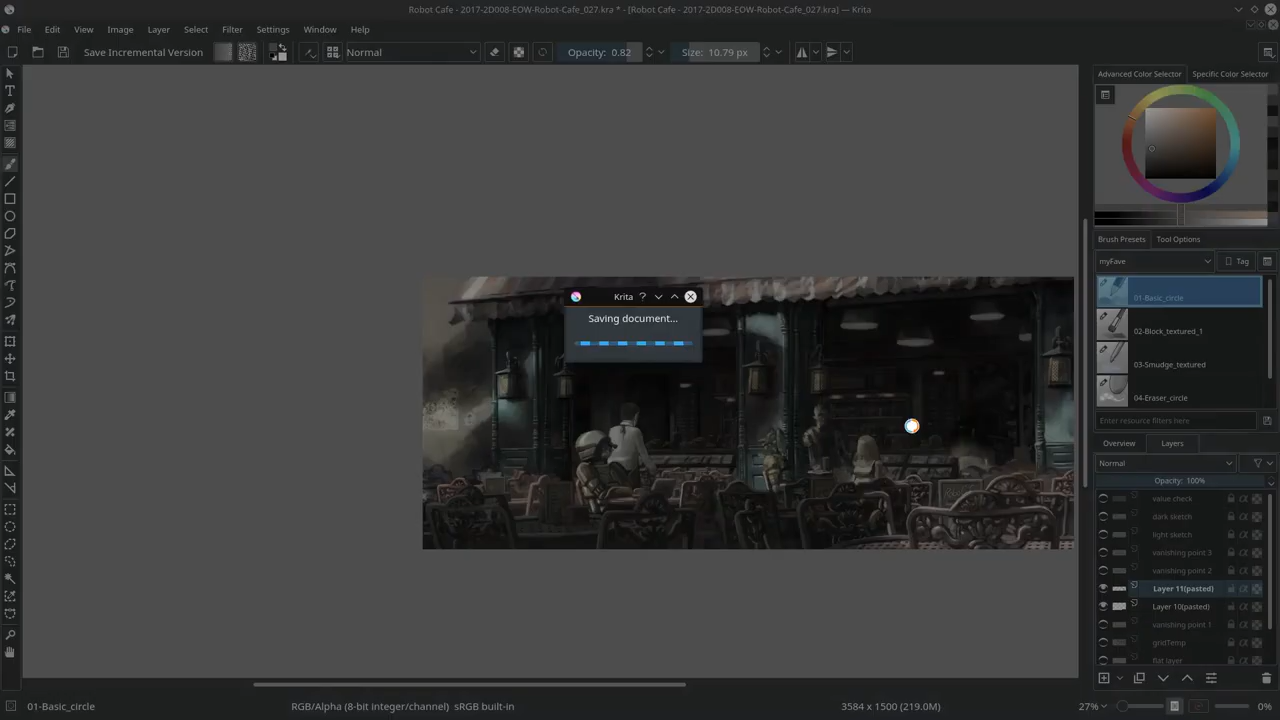 Robot Cafe - 2017-2D008-EOW-Robot-Cafe_027.kra * - [Robot Cafe - 2017-2D008-EOW-Robot-Cafe_027.kra] — Krita
File Edit View Image Layer Select Filter Settings Window Help
Save Incremental Version Normal Opacity: 0.82 Size: 10.79 px
Advanced Color Selector Specific Color Selector
Brush Presets Tool Options
myFave Tag
01-Basic_circle
Krita ?
Saving document...
02-Block_textured_1
03-Smudge_textured
04-Eraser_circle
Enter resource filters here
Overview Layers
Normal
Opacity: 100%
value check
dark sketch
light sketch
vanishing point 3
vanishing point 2
Layer 11(pasted)
Layer 10(pasted)
vanishing point 1
gridTemp
flat layer
01-Basic_circle RGB/Alpha (8-bit integer/channel) sRGB built-in 3584 x 1500 (219.0M) 27% 0%